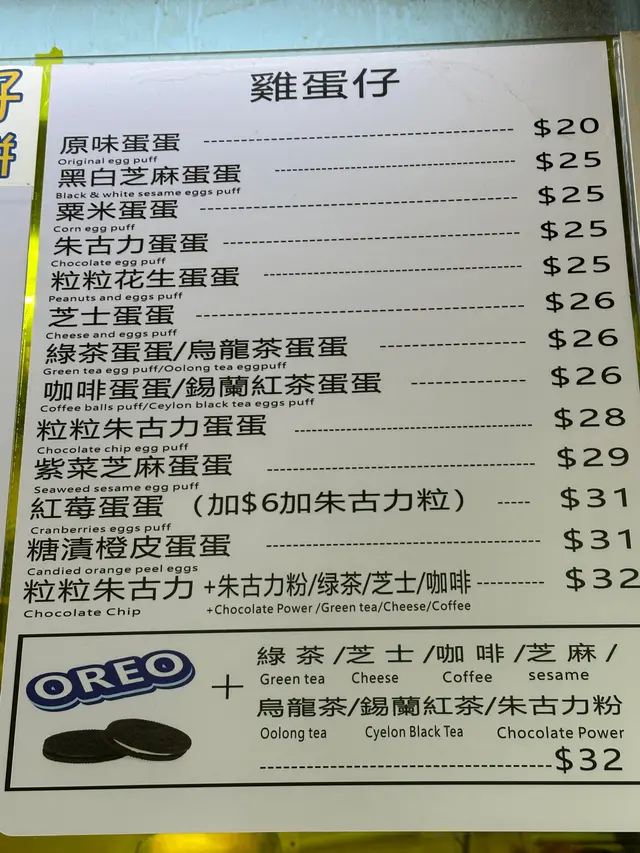 雞蛋仔
原味蛋蛋 $20
Original egg puff
黑白芝麻蛋蛋 $25
Black & white sesame eggs puff
粟米蛋蛋 $25
Corn egg puff
朱古力蛋蛋 $25
Chocolate egg puff
粒粒花生蛋蛋 $25
Peanuts and eggs puff
芝士蛋蛋 $26
Cheese and eggs puff
綠茶蛋蛋/烏龍茶蛋蛋 $26
Green tea egg puff/Oolong tea eggpuff
咖啡蛋蛋/錫蘭紅茶蛋蛋 $26
Coffee balls puff/Ceylon black tea eggs puff
粒粒朱古力蛋蛋 $28
Chocolate chip egg puff
紫菜芝麻蛋蛋 $29
Seaweed sesame egg puff
紅莓蛋蛋 (加$6加朱古力粒) $31
Cranberries eggs puff
糖漬橙皮蛋蛋 $31
Candied orange peel eggs
粒粒朱古力 +朱古力粉/绿茶/芝士/咖啡 $32
Chocolate Chip +Chocolate Power /Green tea/Cheese/Coffee
OREO + 綠茶/芝士/咖啡/芝麻/
Green tea Cheese Coffee sesame
烏龍茶/錫蘭紅茶/朱古力粉
Oolong tea Cyelon Black Tea Chocolate Power
$32